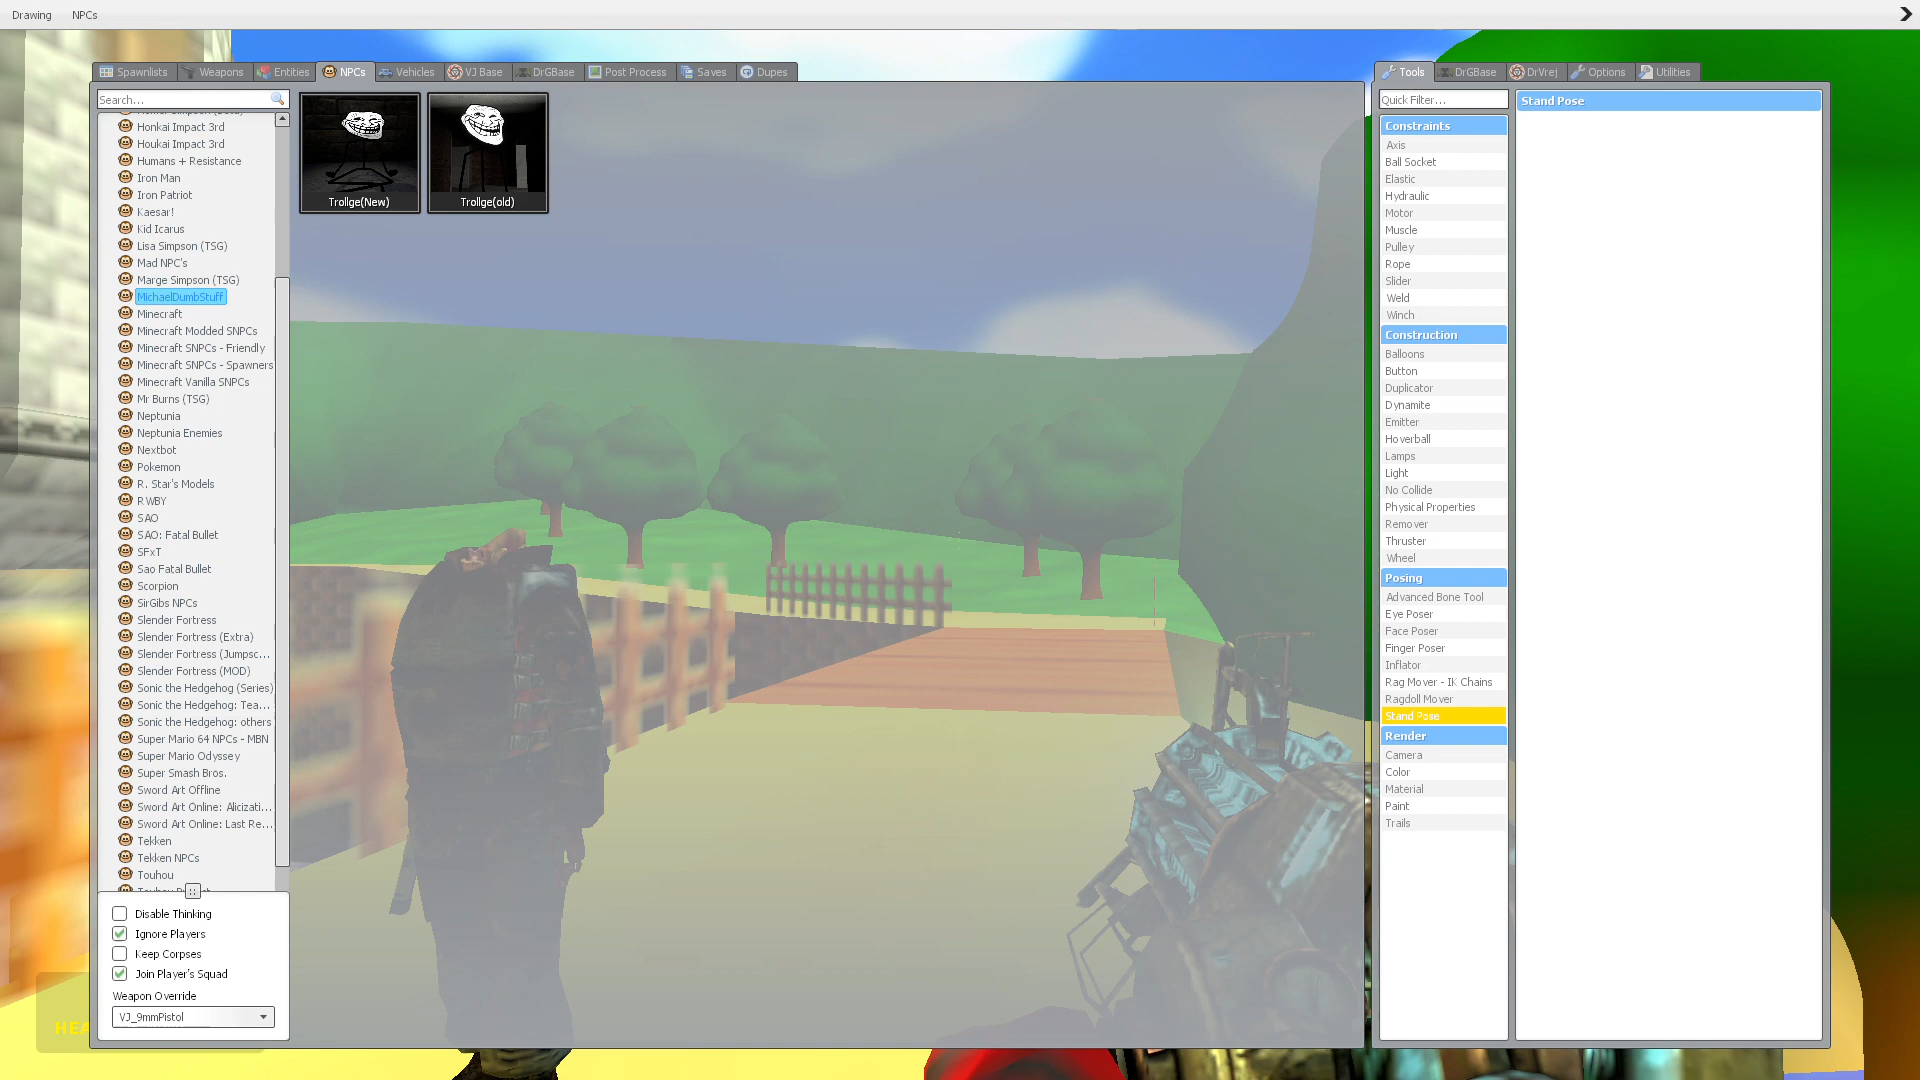 Drawing NPCs
Spawnlists Weapons Entities NPCs Vehicles VJ Base DrGBase Post Process Saves Dupes
Search...
Honkai Impact 3rd
Houkai Impact 3rd
Humans + Resistance
Iron Man
Iron Patriot
Kaesar!
Kid Icarus
Lisa Simpson (TSG)
Mad NPC's
Marge Simpson (TSG)
MichaelDumbStuff
Minecraft
Minecraft Modded SNPCs
Minecraft SNPCs - Friendly
Minecraft SNPCs - Spawners
Minecraft Vanilla SNPCs
Mr Burns (TSG)
Neptunia
Neptunia Enemies
Nextbot
Pokemon
R. Star's Models
RWBY
SAO
SAO: Fatal Bullet
SFxT
Sao Fatal Bullet
Scorpion
SirGibs NPCs
Slender Fortress
Slender Fortress (Extra)
Slender Fortress (Jumpsc...
Slender Fortress (MOD)
Sonic the Hedgehog (Series)
Sonic the Hedgehog: Tea...
Sonic the Hedgehog: others
Super Mario 64 NPCs - MBN
Super Mario Odyssey
Super Smash Bros.
Sword Art Offline
Sword Art Online: Alicizati...
Sword Art Online: Last Re...
Tekken
Tekken NPCs
Touhou
Disable Thinking
Ignore Players
Keep Corpses
Join Player's Squad
Weapon Override
VJ_9mmPistol
HEA
Trollge(New)
Trollge(old)
Tools DrGBase DrVrej Options Utilities
Quick Filter...
Constraints
Axis
Ball Socket
Elastic
Hydraulic
Motor
Muscle
Pulley
Rope
Slider
Weld
Winch
Construction
Balloons
Button
Duplicator
Dynamite
Emitter
Hoverball
Lamps
Light
No Collide
Physical Properties
Remover
Thruster
Wheel
Posing
Advanced Bone Tool
Eye Poser
Face Poser
Finger Poser
Inflator
Rag Mover - IK Chains
Ragdoll Mover
Stand Pose
Render
Camera
Color
Material
Paint
Trails
Stand Pose